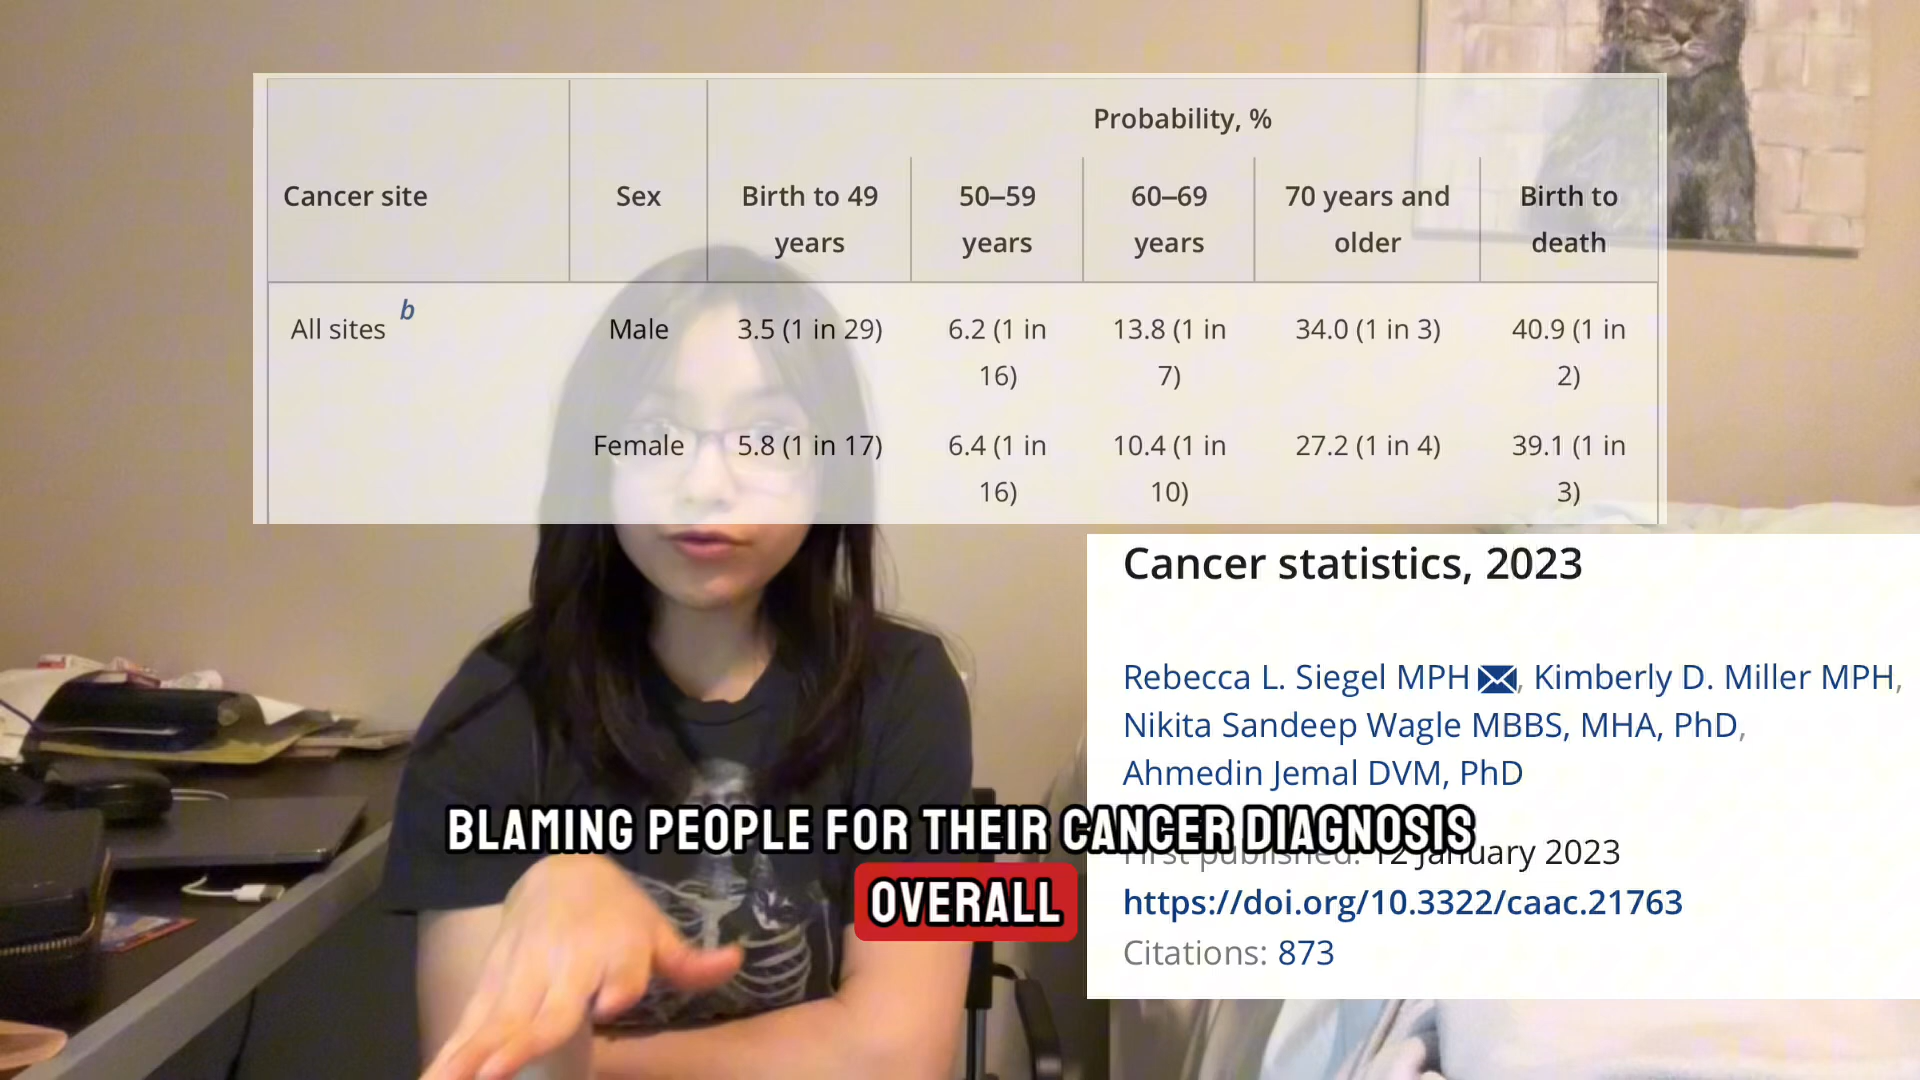 Probability, %
Cancer site Sex Birth to 49 50–59 60–69 70 years and Birth to
years years years older death
All sites b Male 3.5 (1 in 29) 6.2 (1 in 13.8 (1 in 34.0 (1 in 3) 40.9 (1 in
16) 7) 2)
Female 5.8 (1 in 17) 6.4 (1 in 10.4 (1 in 27.2 (1 in 4) 39.1 (1 in
16) 10) 3)
Cancer statistics, 2023
Rebecca L. Siegel MPH, Kimberly D. Miller MPH,
Nikita Sandeep Wagle MBBS, MHA, PhD,
Ahmedin Jemal DVM, PhD
BLAMING PEOPLE FOR THEIR CANCER DIAGNOSIS
OVERALL
First published: 12 January 2023
https://doi.org/10.3322/caac.21763
Citations: 873